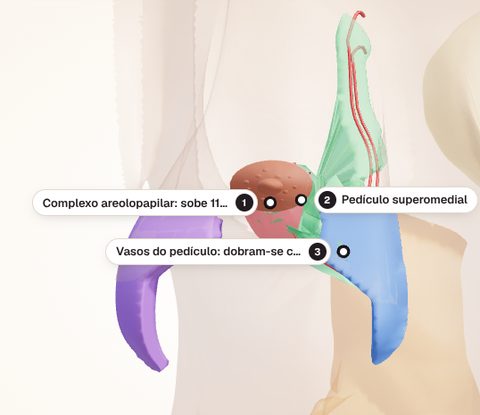 Complexo areolopapilar: sobe 11... 1
2 Pedículo superomedial
Vasos do pedículo: dobram-se c... 3